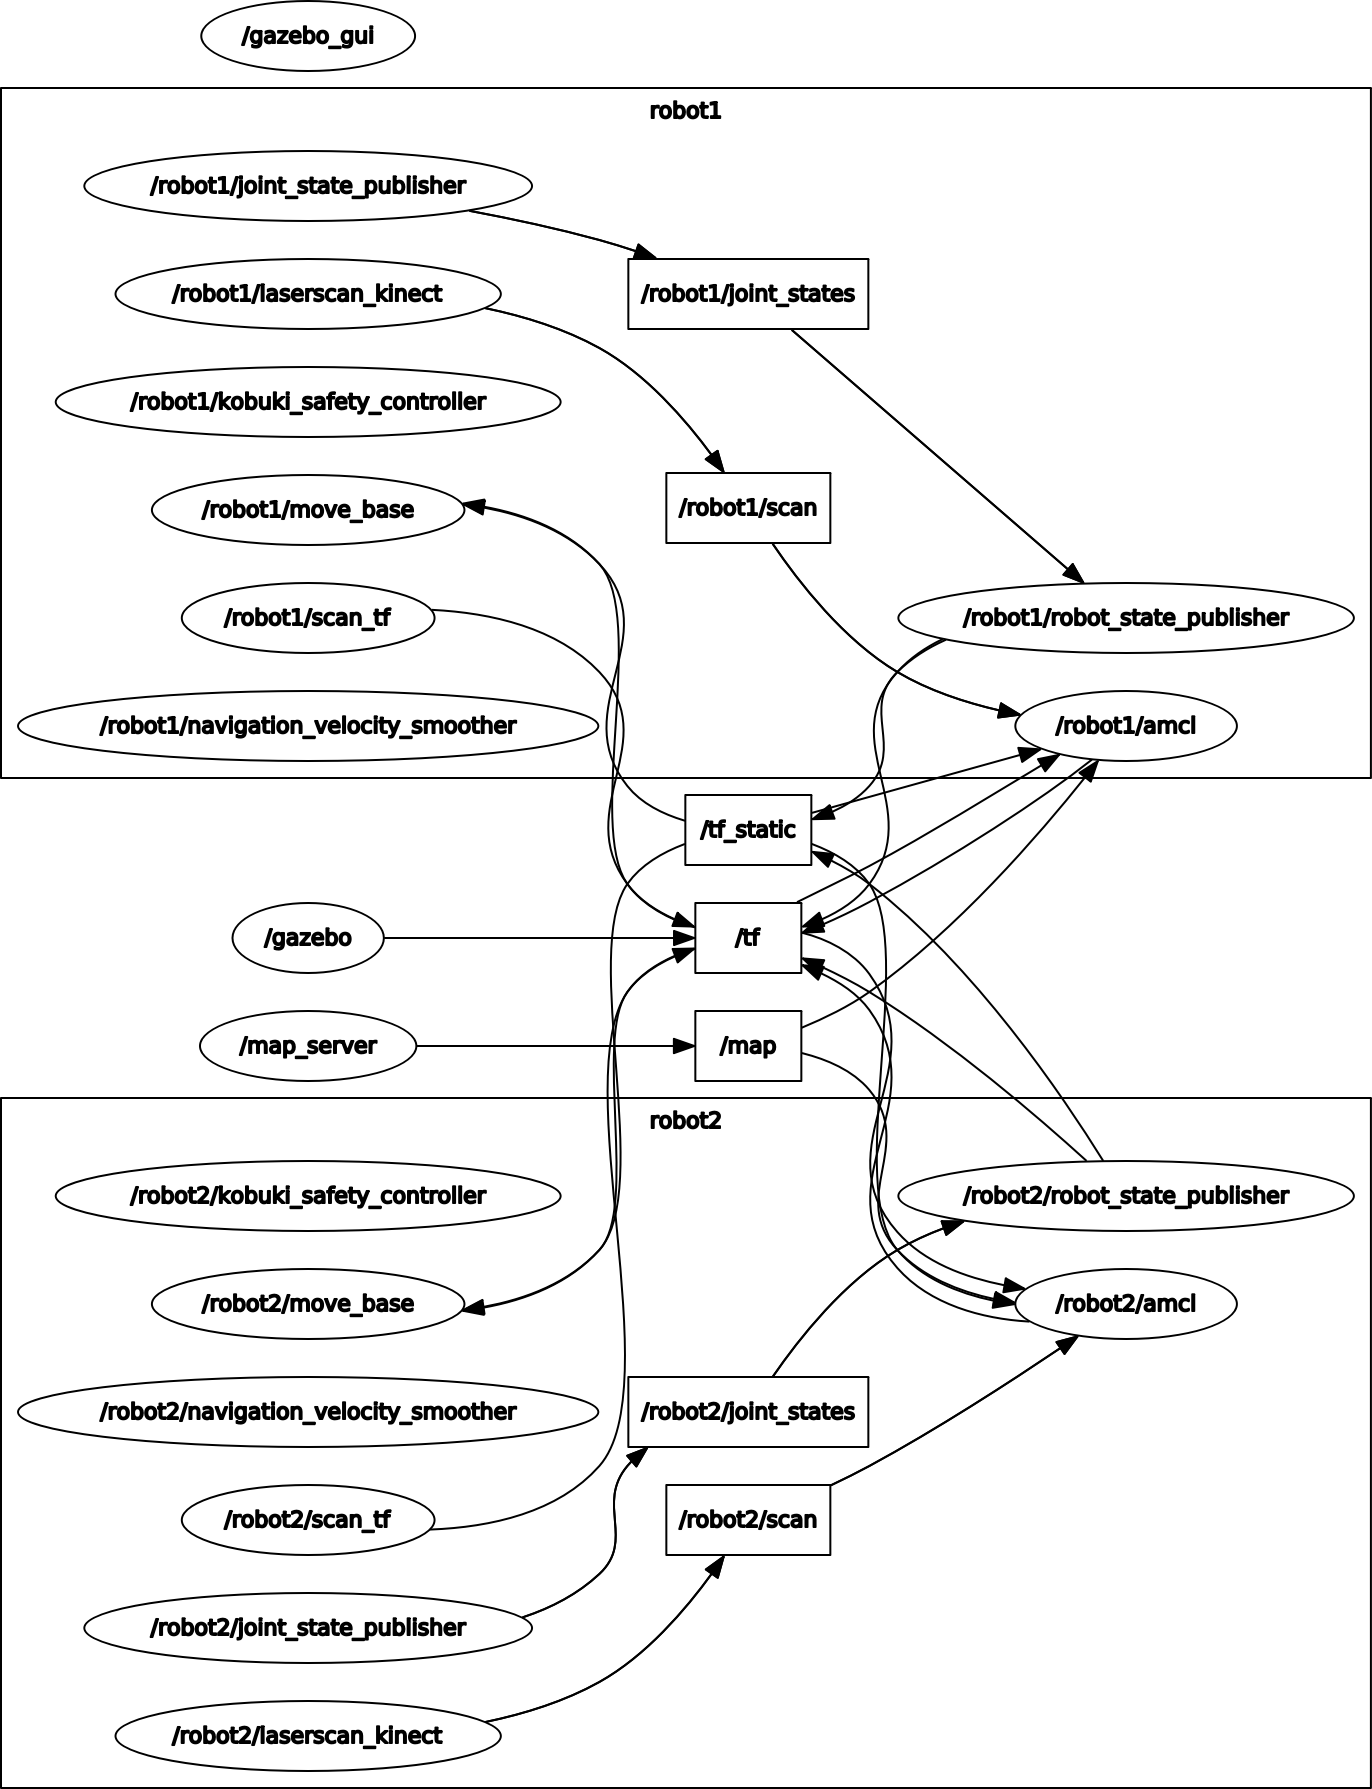 /gazebo_gui
robot1
/robot1/joint_state_publisher
/robot1/laserscan_kinect
/robot1/joint_states
/robot1/kobuki_safety_controller
/robot1/move_base
/robot1/scan
/robot1/scan_tf
/robot1/robot_state_publisher
/robot1/navigation_velocity_smoother
/robot1/amcl
/tf_static
/gazebo
/tf
/map_server
/map
robot2
/robot2/kobuki_safety_controller
/robot2/robot_state_publisher
/robot2/move_base
/robot2/amcl
/robot2/navigation_velocity_smoother
/robot2/joint_states
/robot2/scan_tf
/robot2/scan
/robot2/joint_state_publisher
/robot2/laserscan_kinect